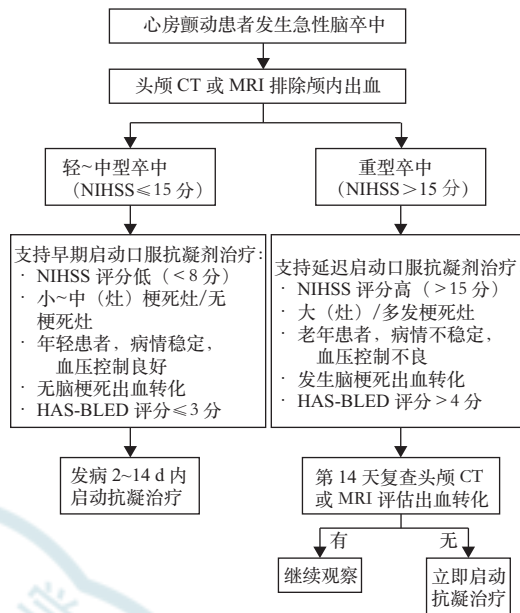 心房颤动患者发生急性脑卒中
头颅 CT 或 MRI 排除颅内出血
轻~中型卒中
（NIHSS≤15 分）
重型卒中
（NIHSS＞15 分）
支持早期启动口服抗凝剂治疗：
· NIHSS 评分低（＜8 分）
· 小~中（灶）梗死灶/无
梗死灶
· 年轻患者，病情稳定，
血压控制良好
· 无脑梗死出血转化
· HAS-BLED 评分≤3 分
支持延迟启动口服抗凝剂治疗
· NIHSS 评分高（＞15 分）
· 大（灶）/多发梗死灶
· 老年患者，病情不稳定，
血压控制不良
· 发生脑梗死出血转化
· HAS-BLED 评分＞4 分
发病 2~14 d 内
启动抗凝治疗
第 14 天复查头颅 CT
或 MRI 评估出血转化
有
无
继续观察
立即启动
抗凝治疗